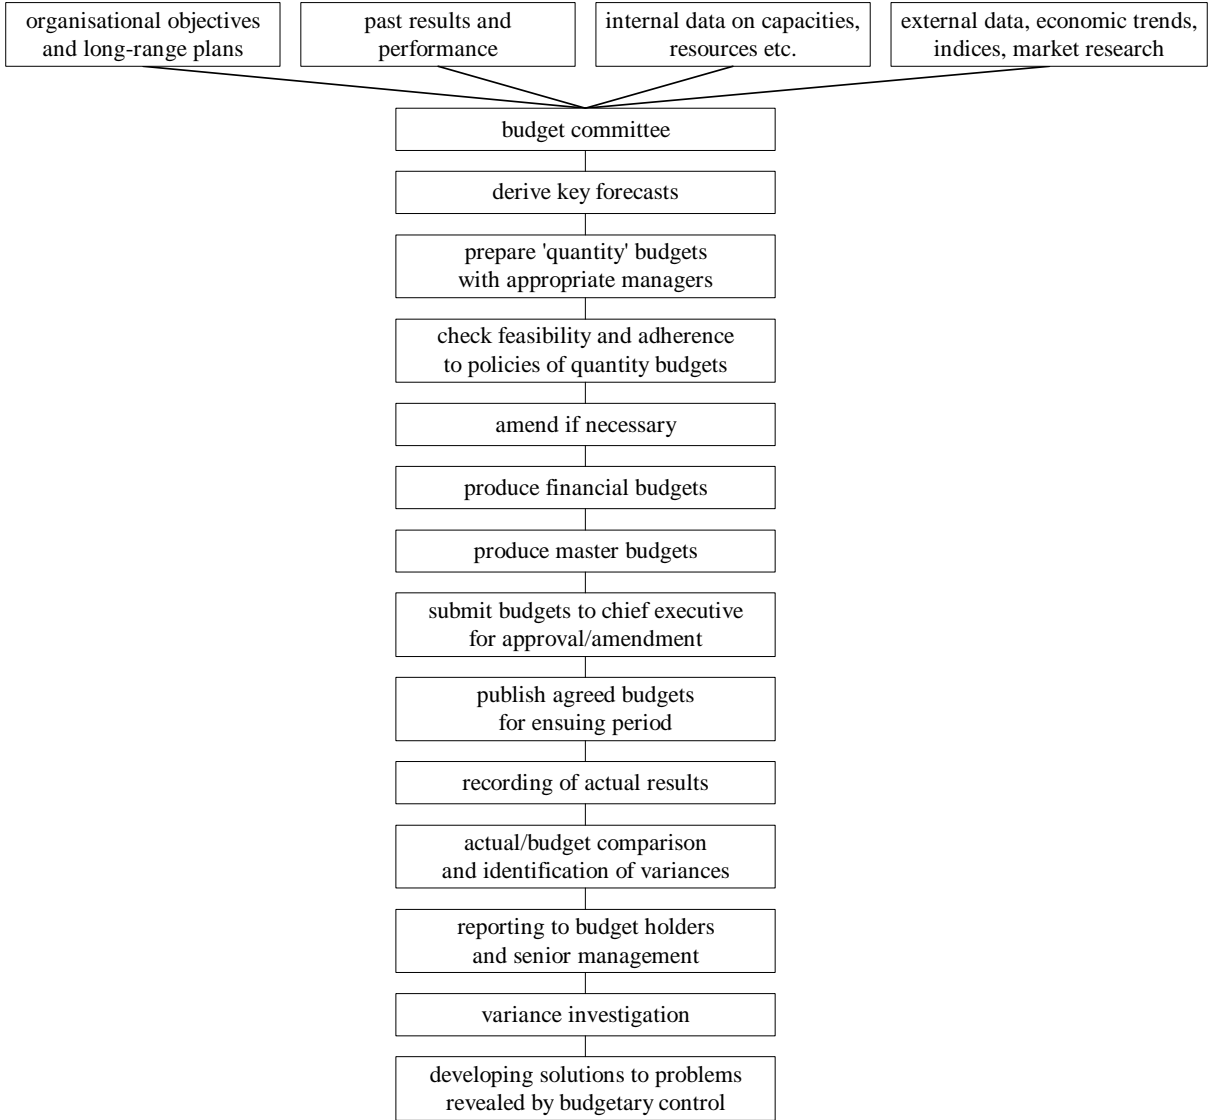 organisational objectives
and long-range plans
past results and
performance
internal data on capacities,
resources etc.
external data, economic trends,
indices, market research
budget committee
derive key forecasts
prepare 'quantity' budgets
with appropriate managers
check feasibility and adherence
to policies of quantity budgets
amend if necessary
produce financial budgets
produce master budgets
submit budgets to chief executive
for approval/amendment
publish agreed budgets
for ensuing period
recording of actual results
actual/budget comparison
and identification of variances
reporting to budget holders
and senior management
variance investigation
developing solutions to problems
revealed by budgetary control